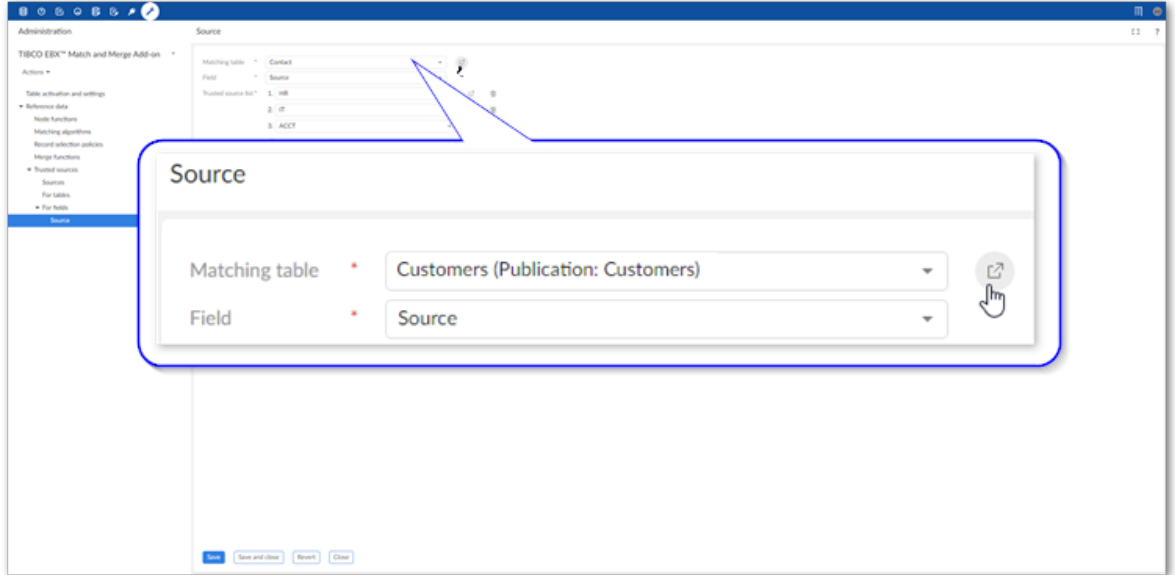 Administration
Source
?
TIBCO EBX™ Match and Merge Add-on
Actions
Table activation and settings
Reference data
Node functions
Matching algorithms
Record selection policies
Merge functions
Trusted sources
Sources
For tables
For fields
Source
Matching table * Contact
Field * Source
Trusted source list * 1. HR
2. IT
3. ACCT
Source
Matching table * Customers (Publication: Customers)
Field * Source
Save Save and close Revert Close